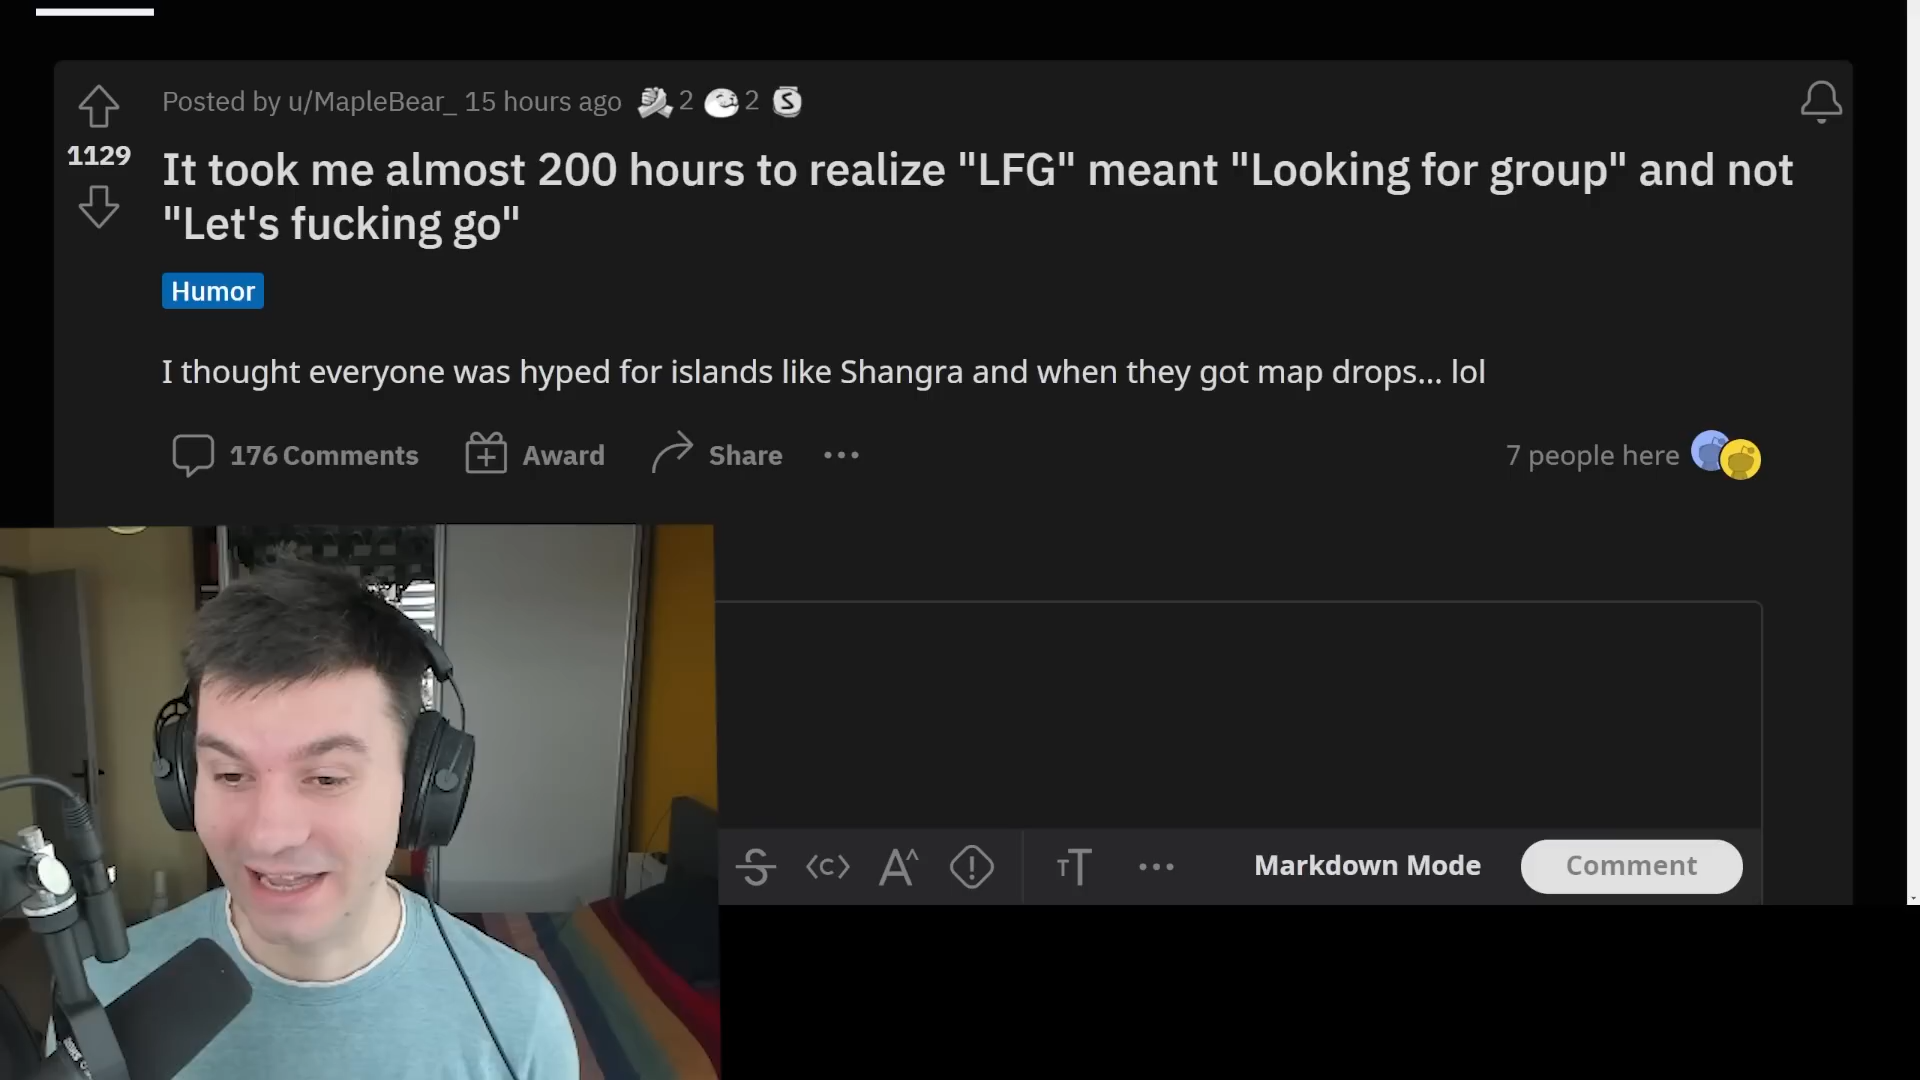 Posted by u/MapleBear_ 15 hours ago 2 2 S
1129
It took me almost 200 hours to realize "LFG" meant "Looking for group" and not
"Let's fucking go"
Humor
I thought everyone was hyped for islands like Shangra and when they got map drops... lol
176 Comments Award Share ... 7 people here
S <c> A^ ! TT ... Markdown Mode Comment